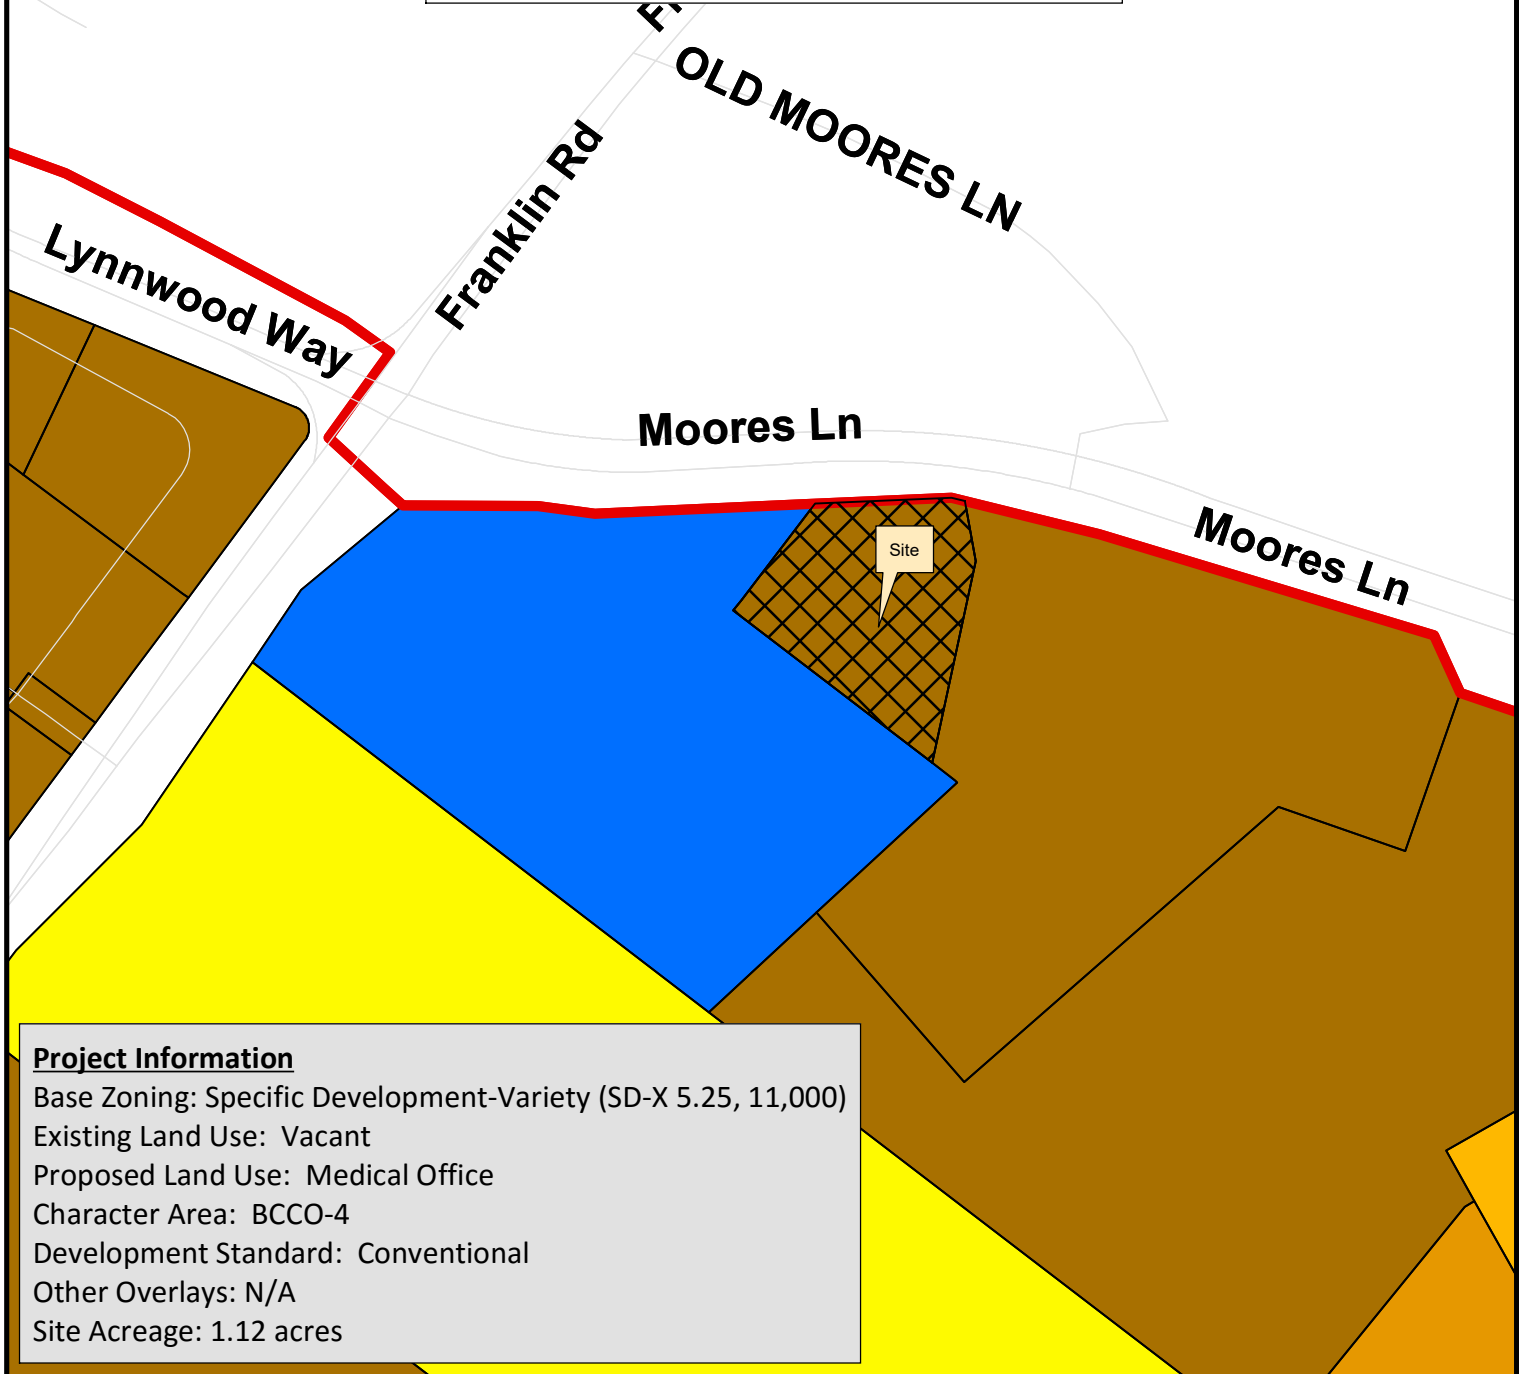 OLD MOORES LN
Franklin Rd
Lynnwood Way
Moores Ln
Moores Ln
Site
Project Information
Base Zoning: Specific Development-Variety (SD-X 5.25, 11,000)
Existing Land Use: Vacant
Proposed Land Use: Medical Office
Character Area: BCCO-4
Development Standard: Conventional
Other Overlays: N/A
Site Acreage: 1.12 acres